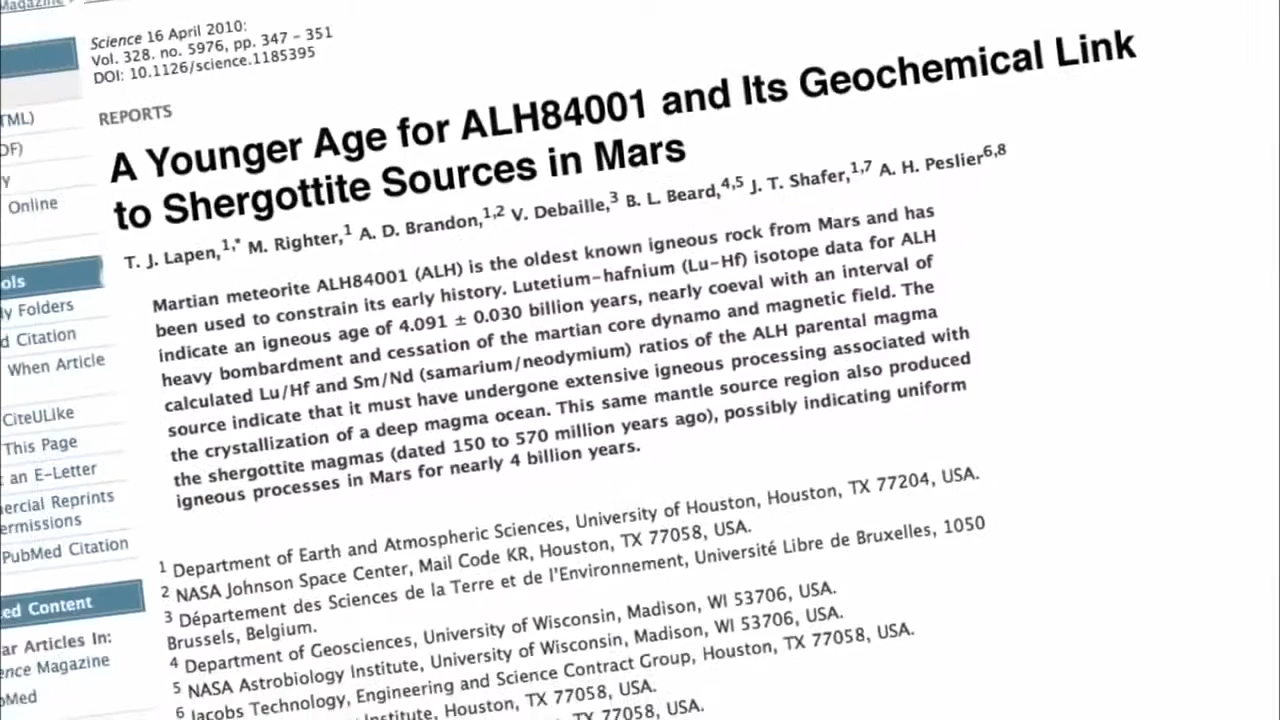 Magazine
Science 16 April 2010:
Vol. 328. no. 5976, pp. 347 – 351
DOI: 10.1126/science.1185395
REPORTS
A Younger Age for ALH84001 and Its Geochemical Link
to Shergottite Sources in Mars
T. J. Lapen,1,* M. Righter,1 A. D. Brandon,1,2 V. Debaille,3 B. L. Beard,4,5 J. T. Shafer,1,7 A. H. Peslier6,8
Martian meteorite ALH84001 (ALH) is the oldest known igneous rock from Mars and has
been used to constrain its early history. Lutetium–hafnium (Lu–Hf) isotope data for ALH
indicate an igneous age of 4.091 ± 0.030 billion years, nearly coeval with an interval of
heavy bombardment and cessation of the martian core dynamo and magnetic field. The
calculated Lu/Hf and Sm/Nd (samarium/neodymium) ratios of the ALH parental magma
source indicate that it must have undergone extensive igneous processing associated with
the crystallization of a deep magma ocean. This same mantle source region also produced
the shergottite magmas (dated 150 to 570 million years ago), possibly indicating uniform
igneous processes in Mars for nearly 4 billion years.
1 Department of Earth and Atmospheric Sciences, University of Houston, Houston, TX 77204, USA.
2 NASA Johnson Space Center, Mail Code KR, Houston, TX 77058, USA.
3 Département des Sciences de la Terre et de l'Environnement, Université Libre de Bruxelles, 1050
Brussels, Belgium.
4 Department of Geosciences, University of Wisconsin, Madison, WI 53706, USA.
5 NASA Astrobiology Institute, University of Wisconsin, Madison, WI 53706, USA.
6 Jacobs Technology, Engineering and Science Contract Group, Houston, TX 77058, USA.
Institute, Houston, TX 77058, USA.
TX 77058, USA.
TML)
DF)
y
Online
ols
ly Folders
d Citation
When Article
CiteULike
This Page
an E–Letter
ercial Reprints
ermissions
PubMed Citation
ed Content
ar Articles In:
ence Magazine
bMed